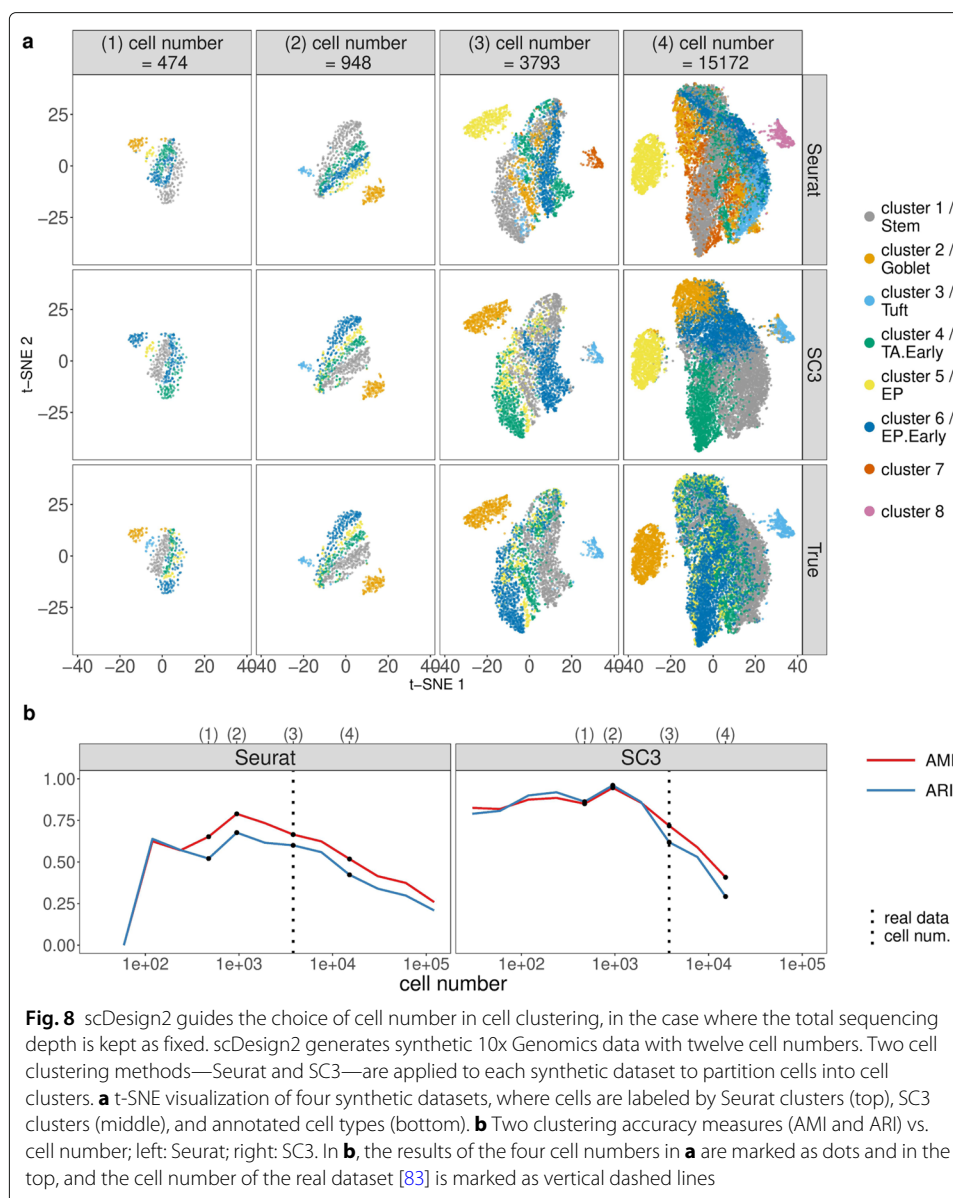 a
(1) cell number
= 474
(2) cell number
= 948
(3) cell number
= 3793
(4) cell number
= 15172
25
0
−25
Seurat
25
0
−25
SC3
25
0
−25
True
t−SNE 2
−40 −20 0 20 40
−40 −20 0 20 40
−40 −20 0 20 40
−40 −20 0 20 40
t−SNE 1
cluster 1 /
Stem
cluster 2 /
Goblet
cluster 3 /
Tuft
cluster 4 /
TA.Early
cluster 5 /
EP
cluster 6 /
EP.Early
cluster 7
cluster 8
b
(1) (2) (3) (4)
Seurat
(1) (2) (3) (4)
SC3
1.00
0.75
0.50
0.25
0.00
1e+02 1e+03 1e+04 1e+05
1e+02 1e+03 1e+04 1e+05
cell number
AMI
ARI
real data
cell num.
Fig. 8 scDesign2 guides the choice of cell number in cell clustering, in the case where the total sequencing
depth is kept as fixed. scDesign2 generates synthetic 10x Genomics data with twelve cell numbers. Two cell
clustering methods—Seurat and SC3—are applied to each synthetic dataset to partition cells into cell
clusters. a t-SNE visualization of four synthetic datasets, where cells are labeled by Seurat clusters (top), SC3
clusters (middle), and annotated cell types (bottom). b Two clustering accuracy measures (AMI and ARI) vs.
cell number; left: Seurat; right: SC3. In b, the results of the four cell numbers in a are marked as dots and in the
top, and the cell number of the real dataset [83] is marked as vertical dashed lines